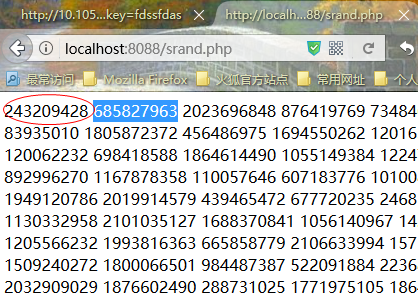 http://10.105...key=fdssfdas
http://localh...88/srand.php
localhost:8088/srand.php
最常访问 Mozilla Firefox 火狐官方站点 常用网址 个人
243209428 685827963 2023696848 876419769 73484
83935010 1805872372 456486975 1694550262 12016
120062232 698418588 1864614490 1055149384 1224
892996270 1167878358 110057646 607183776 10100
1949120786 2019914579 439465472 677720235 2468
1130332958 2101035127 1688370841 1056140967 14
1205566232 1993816363 665858779 2106633994 157
1509240272 1800066501 984487387 522091884 2236
2032909029 1876602490 288731025 1771975105 186